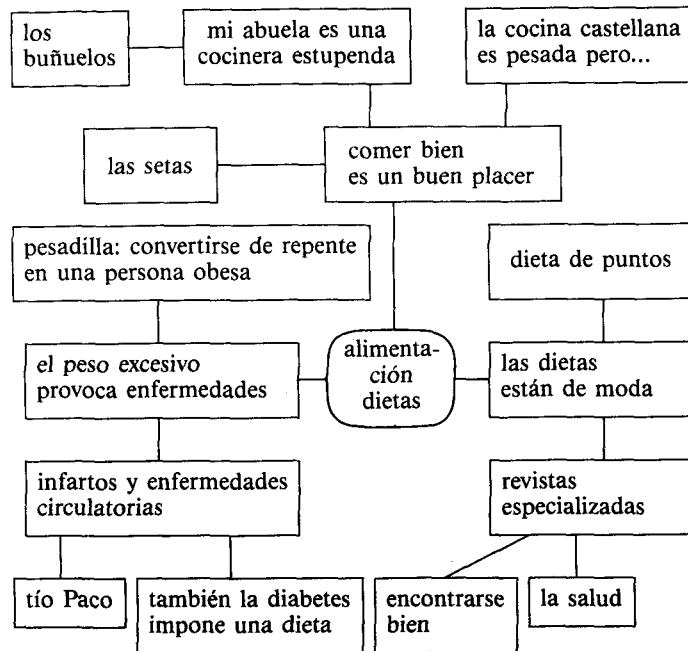 los
buñuelos
mi abuela es una
cocinera estupenda
la cocina castellana
es pesada pero...
las setas
comer bien
es un buen placer
pesadilla: convertirse de repente
en una persona obesa
dieta de puntos
el peso excesivo
provoca enfermedades
alimenta-
ción
dietas
las dietas
están de moda
infartos y enfermedades
circulatorias
revistas
especializadas
tío Paco
también la diabetes
impone una dieta
encontrarse
bien
la salud